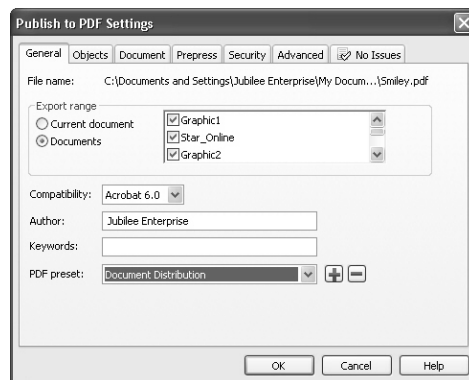 Publish to PDF Settings
General Objects Document Prepress Security Advanced No Issues
File name: C:\Documents and Settings\Jubilee Enterprise\My Docum...\Smiley.pdf
Export range
Current document
Documents
Graphic1
Star_Online
Graphic2
Compatibility: Acrobat 6.0
Author: Jubilee Enterprise
Keywords:
PDF preset: Document Distribution
OK Cancel Help